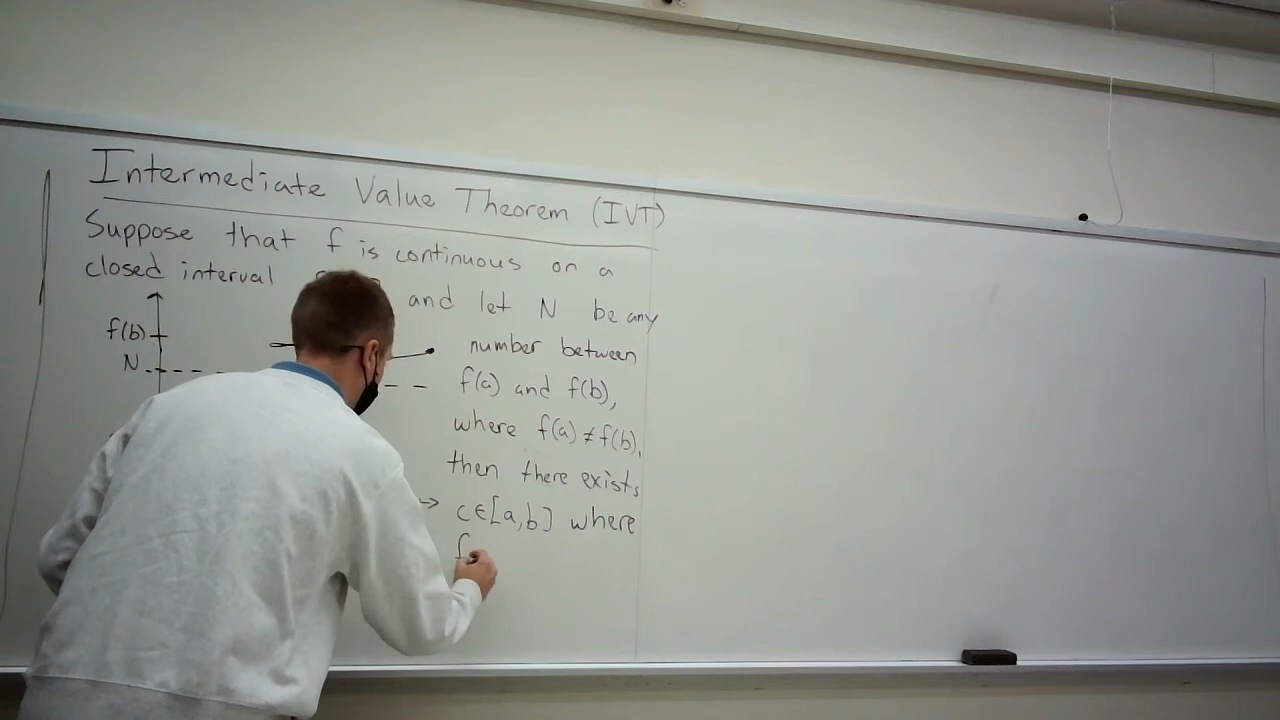 Intermediate Value Theorem (IVT)
Suppose that f is continuous on a
closed interval and let N be any
f(b)
N
number between
f(a) and f(b),
where f(a) ≠ f(b),
then there exists
→ c∈[a,b] where
f